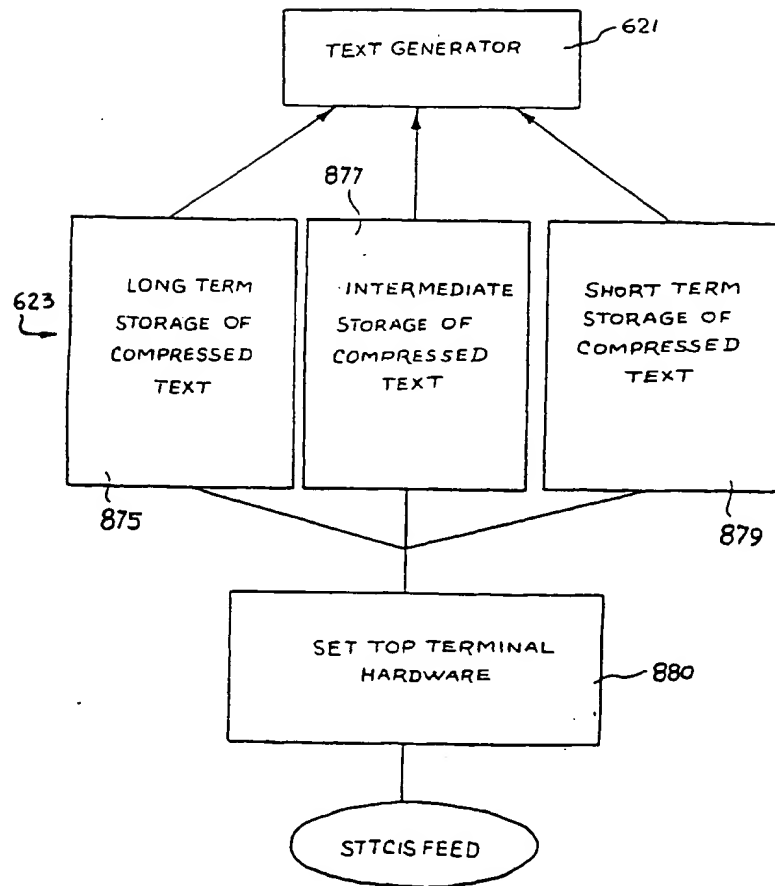 TEXT GENERATOR
621
877
623
LONG TERM
STORAGE OF
COMPRESSED
TEXT
INTERMEDIATE
STORAGE OF
COMPRESSED
TEXT
SHORT TERM
STORAGE OF
COMPRESSED
TEXT
875
879
SET TOP TERMINAL
HARDWARE
880
STTCIS FEED